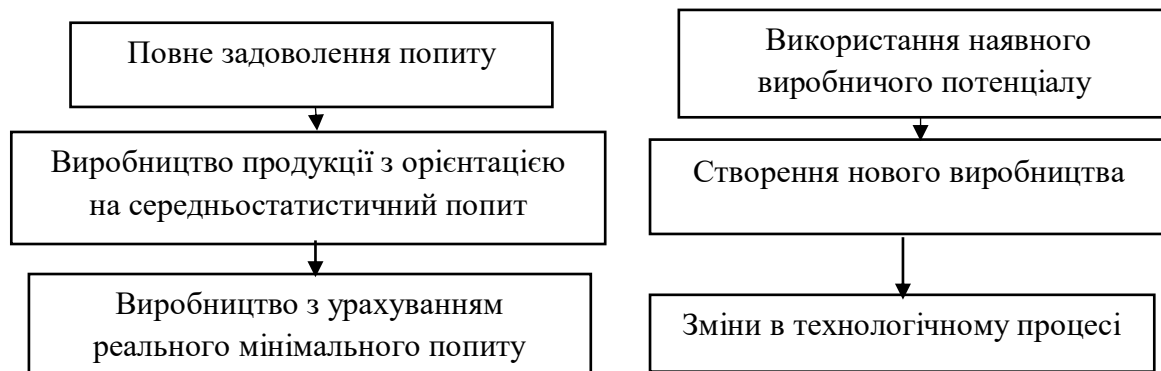 Повне задоволення попиту
Виробництво продукції з орієнтацією
на середньостатистичний попит
Виробництво з урахуванням
реального мінімального попиту
Використання наявного
виробничого потенціалу
Створення нового виробництва
Зміни в технологічному процесі